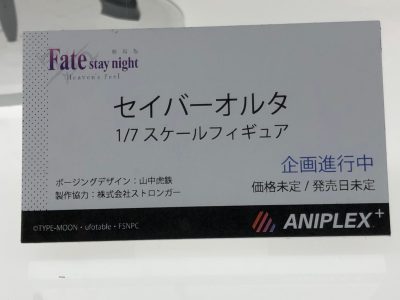 劇場版
Fate stay night
Heaven's Feel
セイバーオルタ
1/7 スケールフィギュア
企画進行中
ポージングデザイン：山中虎鉄
製作協力：株式会社ストロンガー
価格未定 / 発売日未定
©TYPE-MOON・ufotable・FSNPC
ANIPLEX+